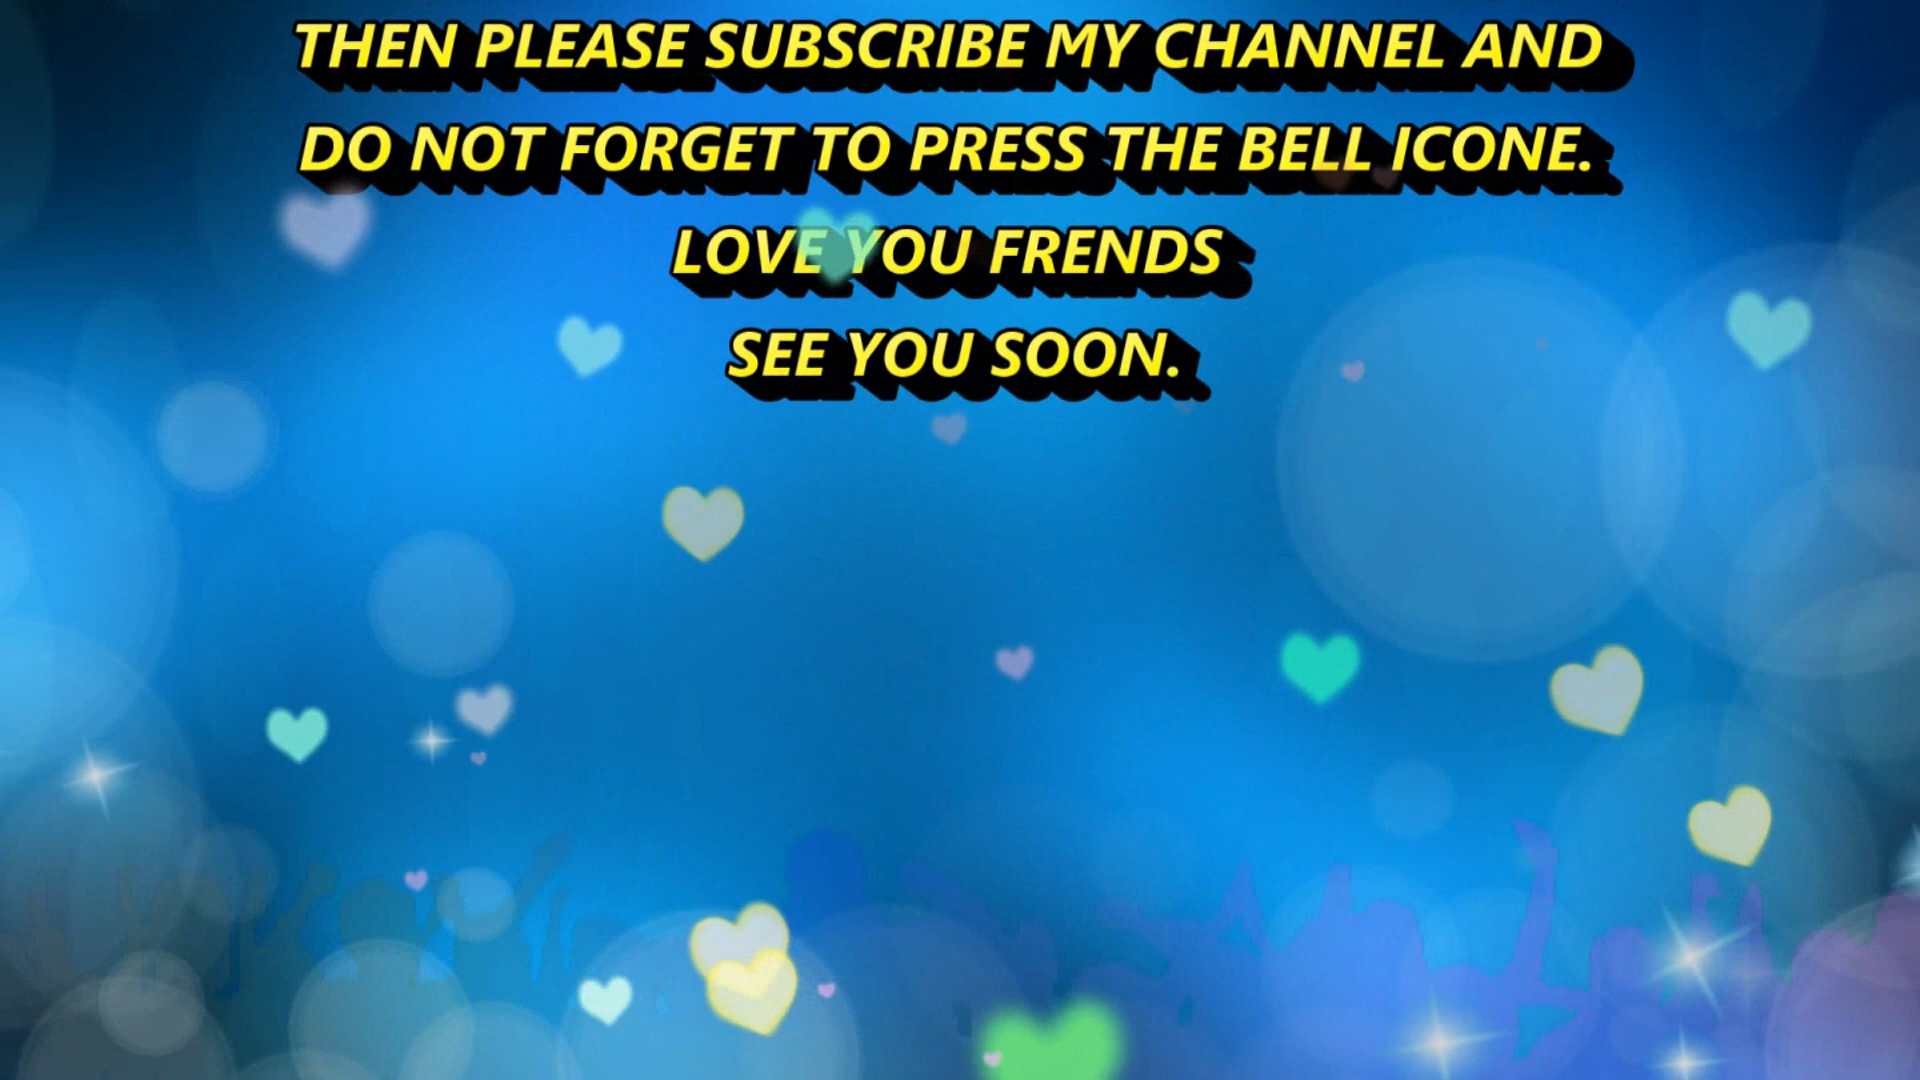 THEN PLEASE SUBSCRIBE MY CHANNEL AND
DO NOT FORGET TO PRESS THE BELL ICONE.
LOVE YOU FRENDS
SEE YOU SOON.